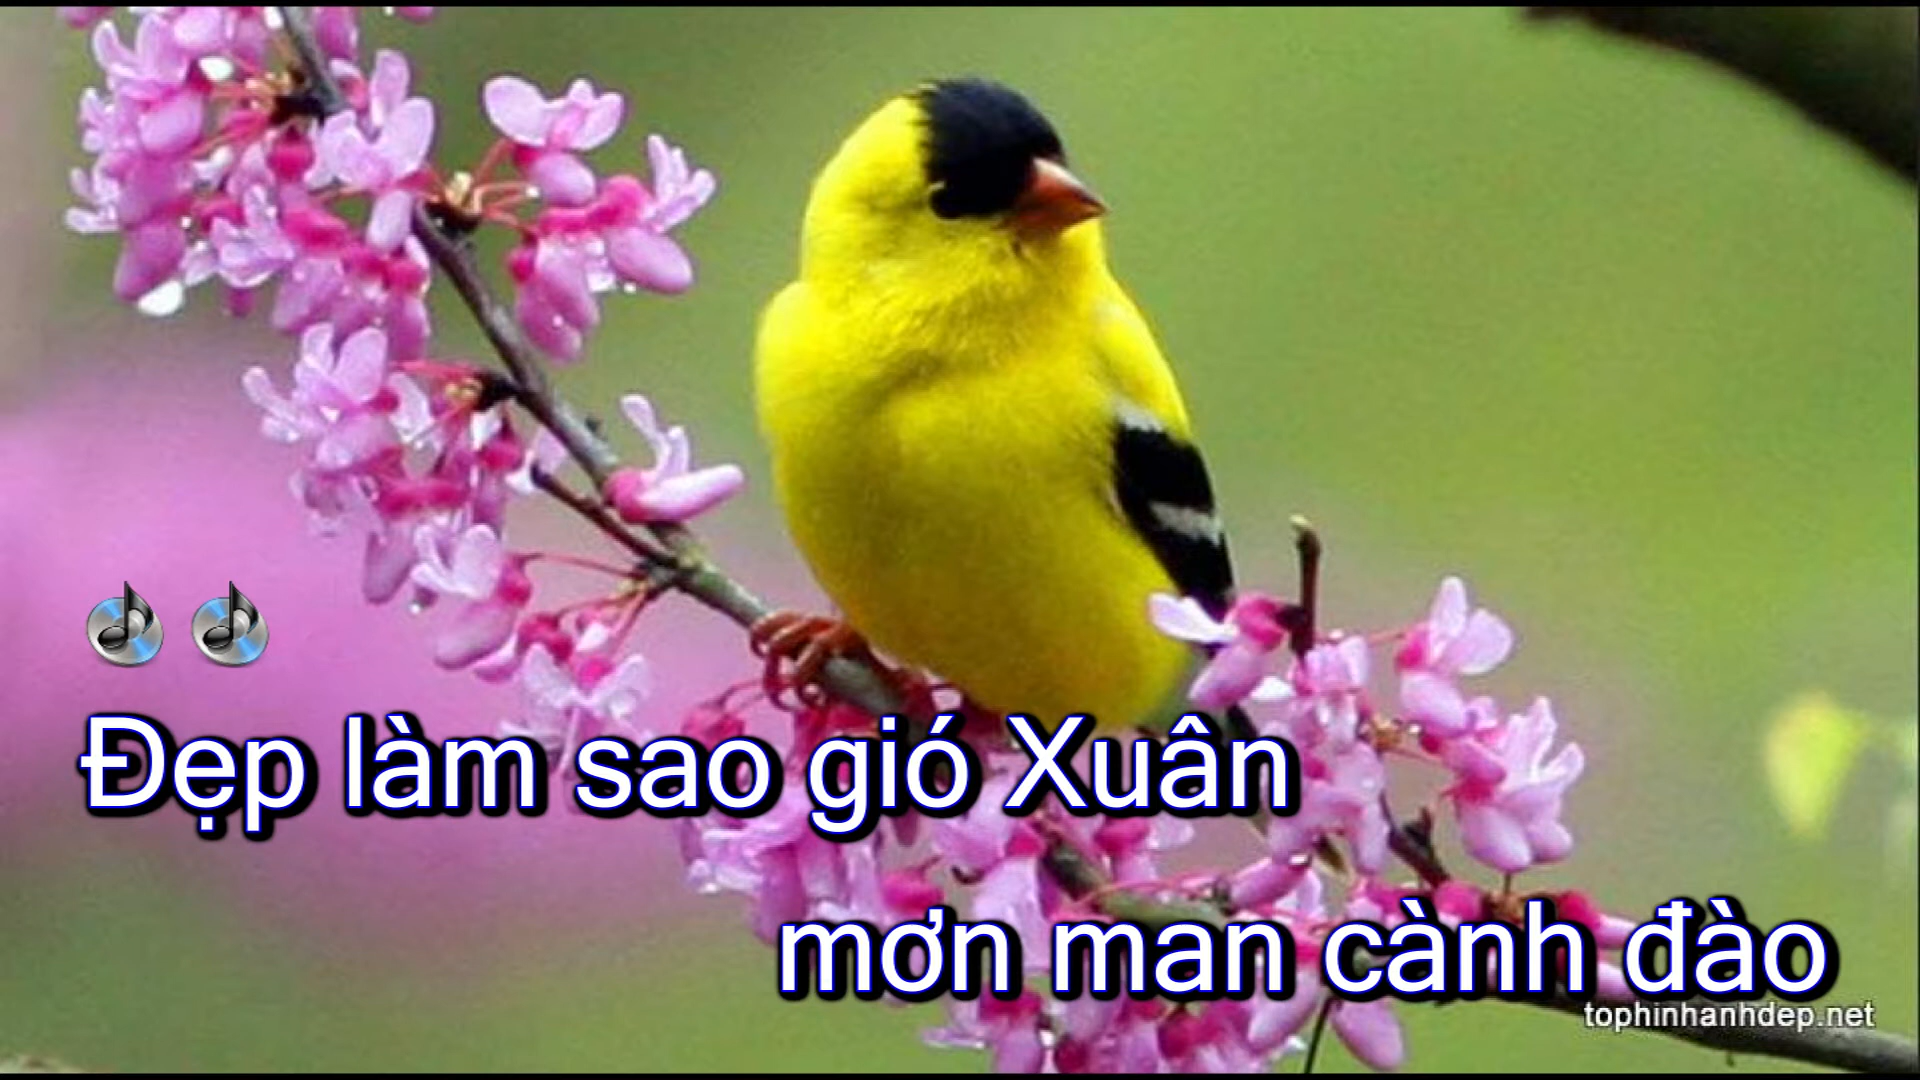 Đẹp làm sao gió Xuân
mơn man cành đào
tophinhanhdep.net